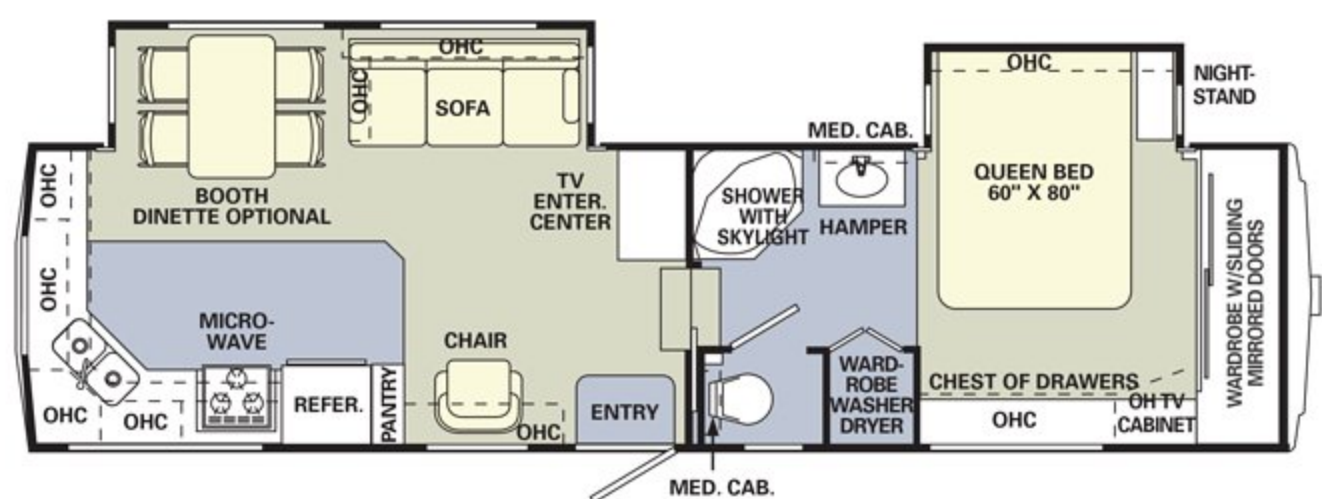 OHC
OHC
SOFA
BOOTH
DINETTE OPTIONAL
TV
ENTER.
CENTER
OHC
OHC
MICRO-
WAVE
CHAIR
REFER.
PANTRY
OHC
OHC
OHC
ENTRY
MED. CAB.
SHOWER
WITH
SKYLIGHT
HAMPER
WARD-
ROBE
WASHER
DRYER
MED. CAB.
OHC
NIGHT-
STAND
QUEEN BED
60" X 80"
WARDROBE W/SLIDING
MIRRORED DOORS
CHEST OF DRAWERS
OHC
OH TV
CABINET